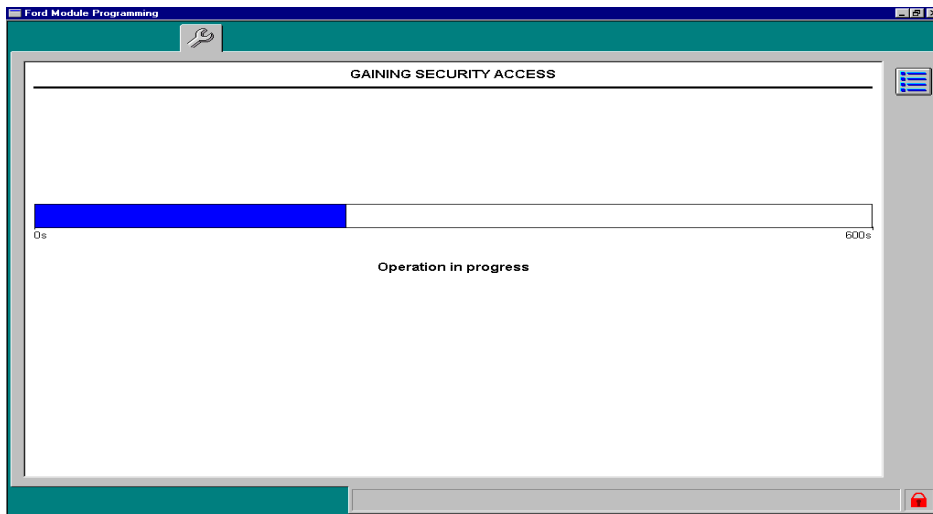 Ford Module Programming
GAINING SECURITY ACCESS
0s 600s
Operation in progress